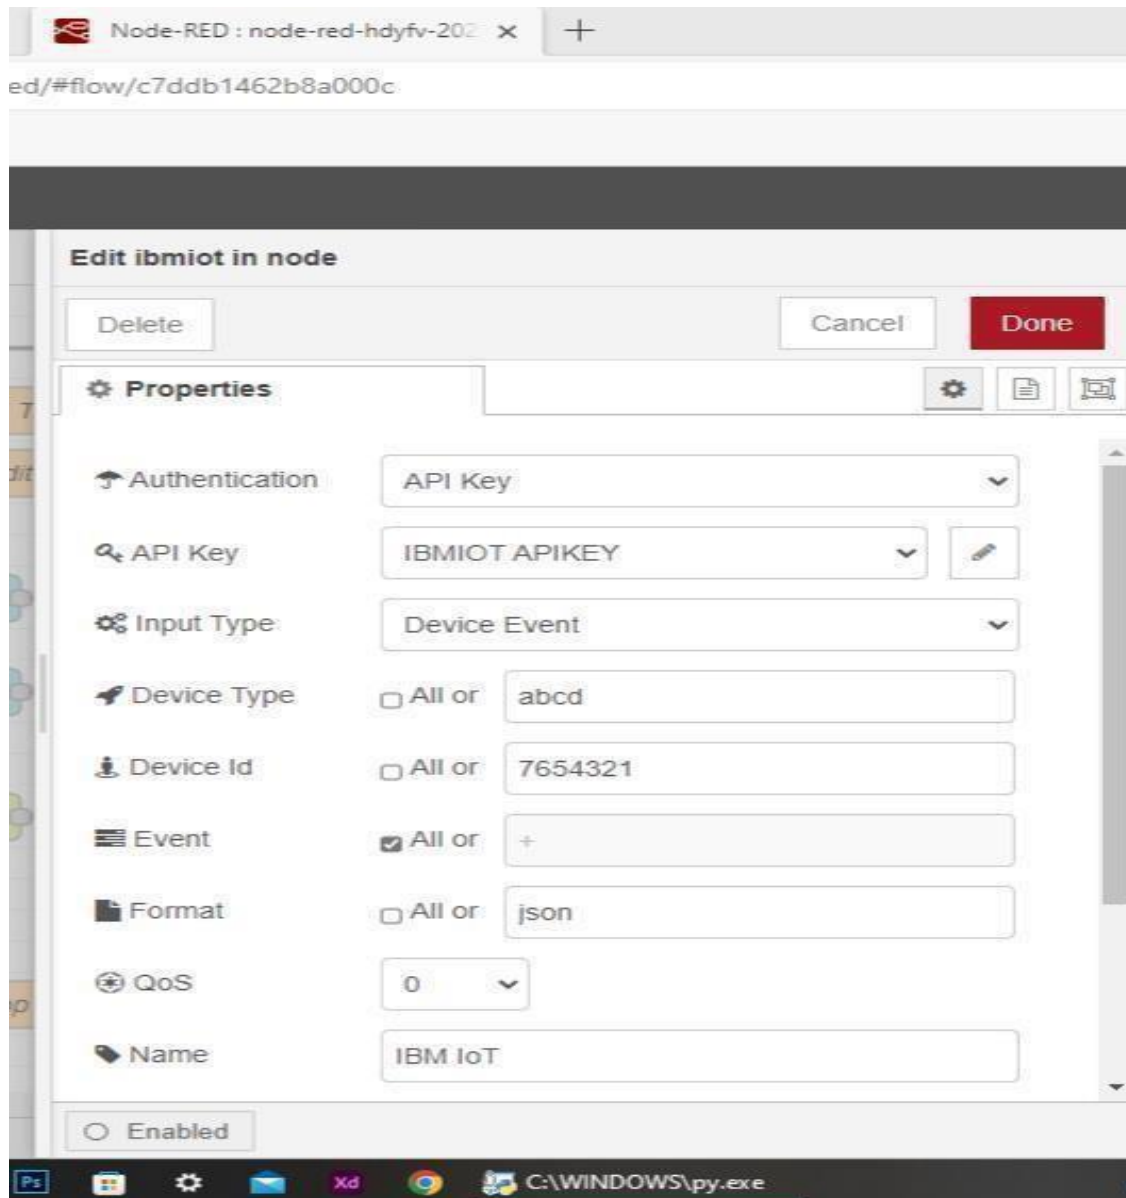 Node-RED : node-red-hdyfv-202
ed/#flow/c7ddb1462b8a000c
Edit ibmiot in node
Delete Cancel Done
Properties
Authentication API Key
API Key IBMIOT APIKEY
Input Type Device Event
Device Type All or abcd
Device Id All or 7654321
Event All or +
Format All or json
QoS 0
Name IBM IoT
Enabled
Ps Xd C:\WINDOWS\py.exe